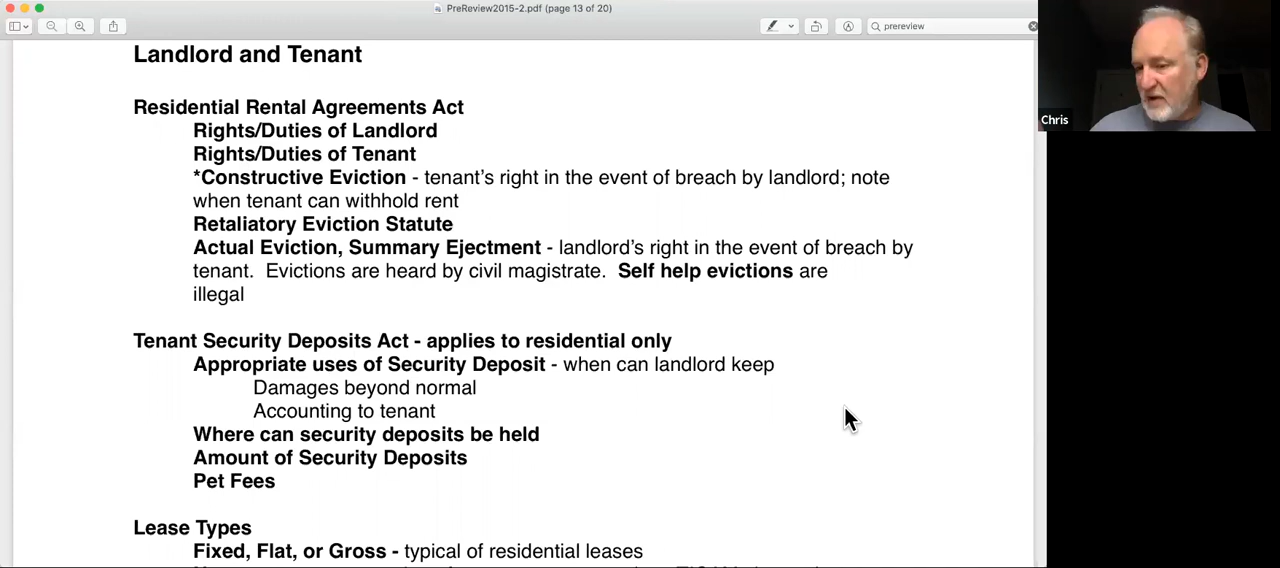 PreReview2015-2.pdf (page 13 of 20)
prereview
Chris
Landlord and Tenant
Residential Rental Agreements Act
Rights/Duties of Landlord
Rights/Duties of Tenant
*Constructive Eviction - tenant's right in the event of breach by landlord; note
when tenant can withhold rent
Retaliatory Eviction Statute
Actual Eviction, Summary Ejectment - landlord's right in the event of breach by
tenant.  Evictions are heard by civil magistrate.  Self help evictions are
illegal
Tenant Security Deposits Act - applies to residential only
Appropriate uses of Security Deposit - when can landlord keep
Damages beyond normal
Accounting to tenant
Where can security deposits be held
Amount of Security Deposits
Pet Fees
Lease Types
Fixed, Flat, or Gross - typical of residential leases